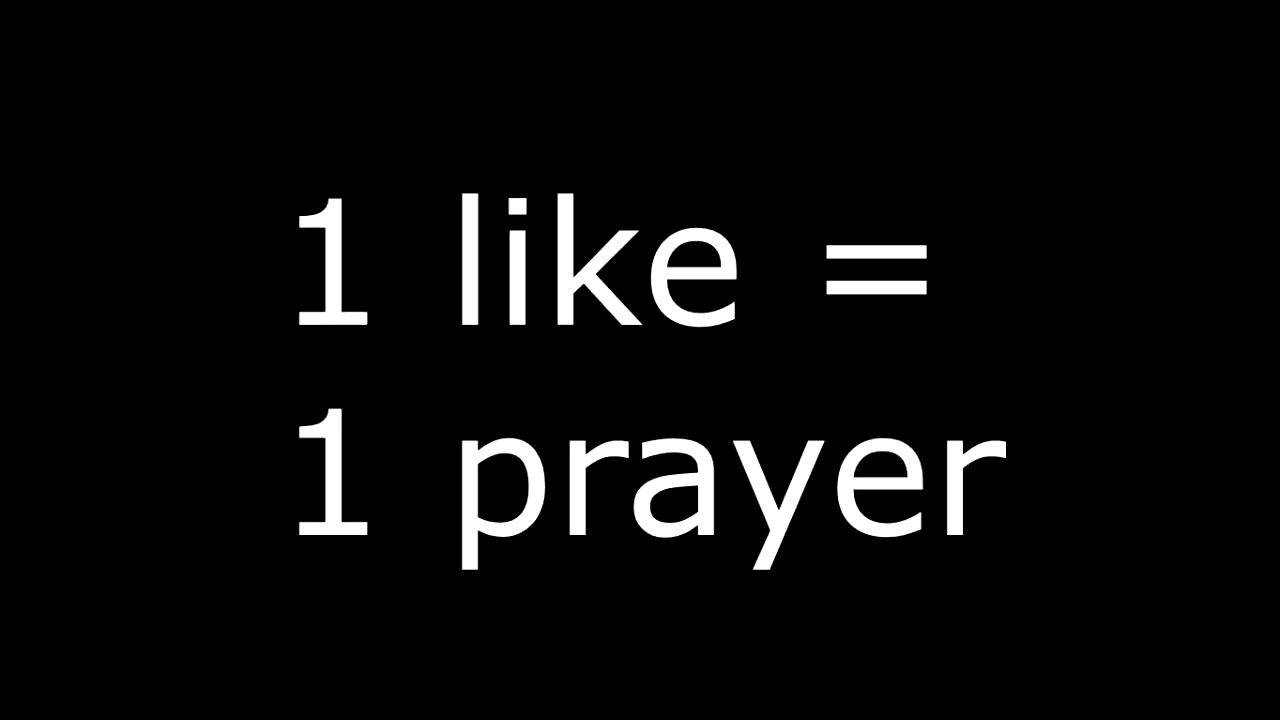 1 like =
1 prayer